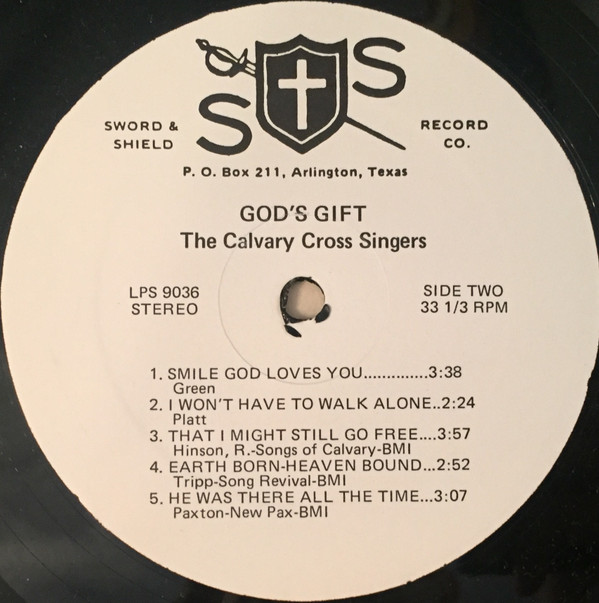 S S
SWORD &
SHIELD
RECORD
CO.
P. O. Box 211, Arlington, Texas
GOD'S GIFT
The Calvary Cross Singers
LPS 9036
STEREO
SIDE TWO
33 1/3 RPM
1. SMILE GOD LOVES YOU..............3:38
Green
2. I WON'T HAVE TO WALK ALONE..2:24
Platt
3. THAT I MIGHT STILL GO FREE....3:57
Hinson, R.-Songs of Calvary-BMI
4. EARTH BORN-HEAVEN BOUND...2:52
Tripp-Song Revival-BMI
5. HE WAS THERE ALL THE TIME...3:07
Paxton-New Pax-BMI